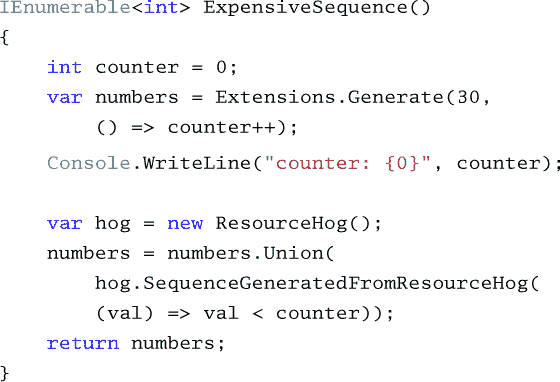 IEnumerable<int> ExpensiveSequence()
{
    int counter = 0;
    var numbers = Extensions.Generate(30,
        () => counter++);
    Console.WriteLine("counter: {0}", counter);

    var hog = new ResourceHog();
    numbers = numbers.Union(
        hog.SequenceGeneratedFromResourceHog(
        (val) => val < counter));
    return numbers;
}